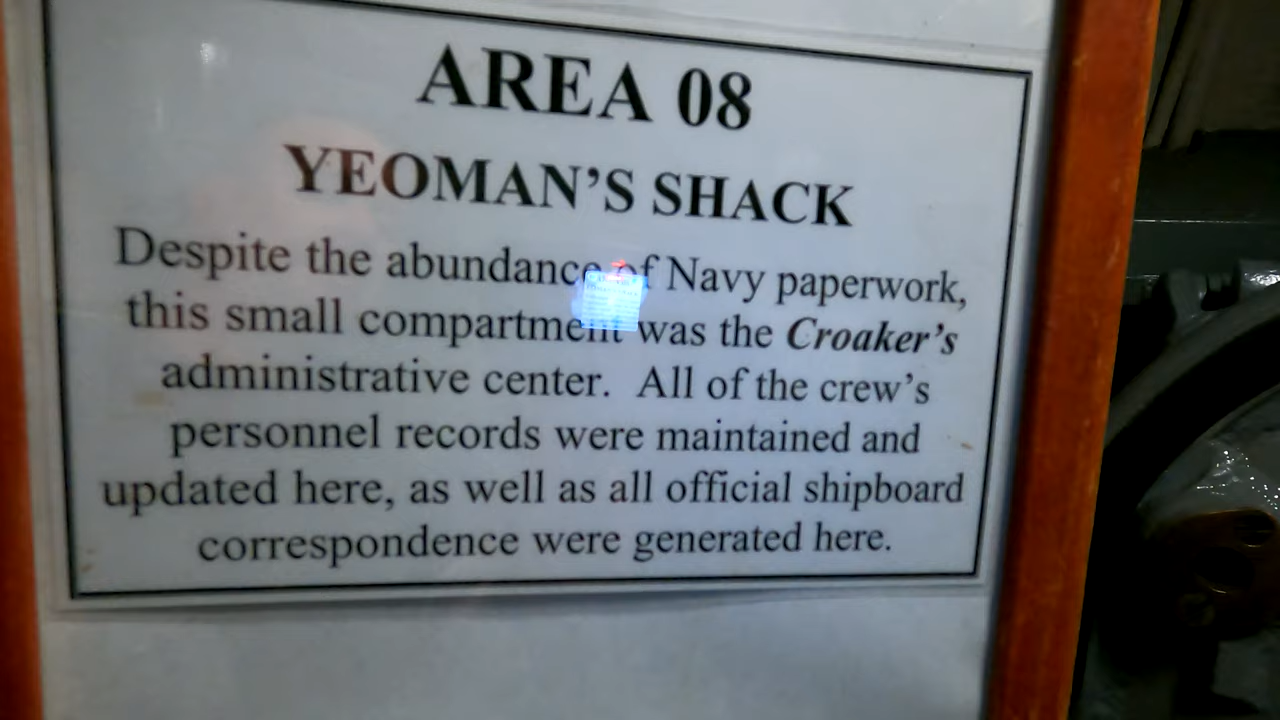 AREA 08
YEOMAN'S SHACK
Despite the abundance of Navy paperwork,
this small compartment was the Croaker's
administrative center. All of the crew's
personnel records were maintained and
updated here, as well as all official shipboard
correspondence were generated here.